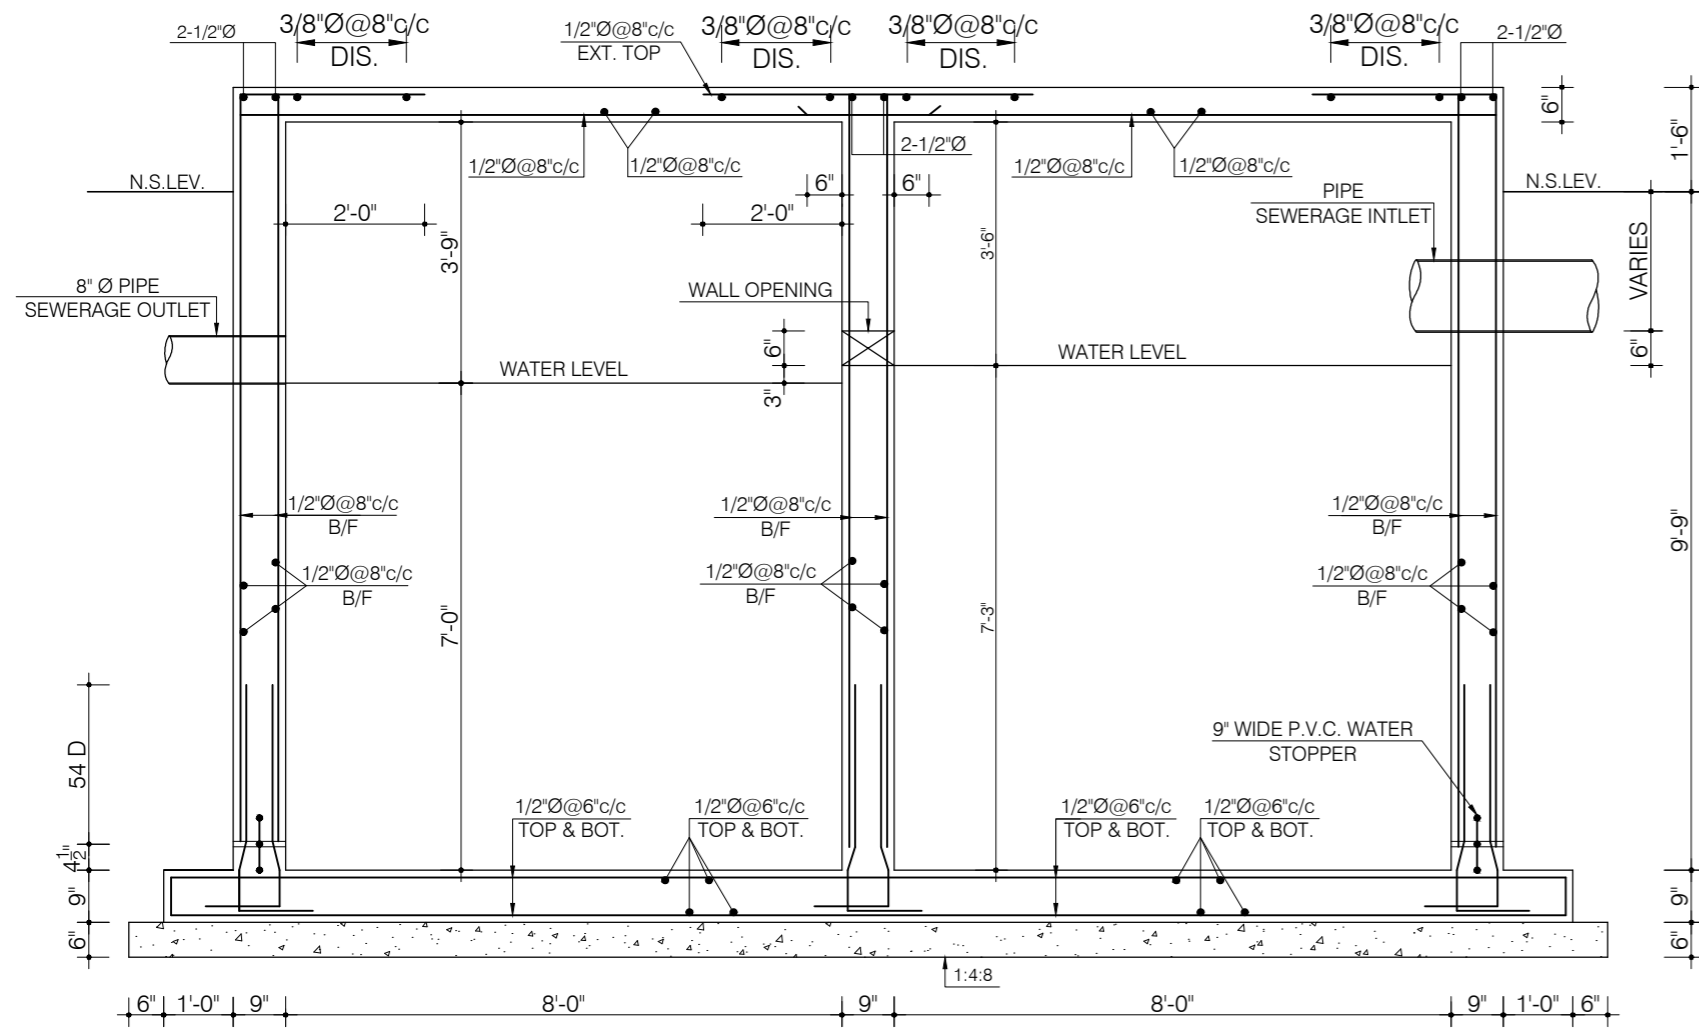 2-1/2"Ø
3/8"Ø@8"c/c
DIS.
1/2"Ø@8"c/c
EXT. TOP
3/8"Ø@8"c/c
DIS.
3/8"Ø@8"c/c
DIS.
3/8"Ø@8"c/c
DIS.
2-1/2"Ø
6"
1'-6"
1/2"Ø@8"c/c
1/2"Ø@8"c/c
2-1/2"Ø
1/2"Ø@8"c/c
1/2"Ø@8"c/c
N.S.LEV.
6"
6"
N.S.LEV.
2'-0"
2'-0"
PIPE
SEWERAGE INTLET
3'-9"
3'-6"
VARIES
8" Ø PIPE
SEWERAGE OUTLET
WALL OPENING
6"
WATER LEVEL
6"
WATER LEVEL
3"
1/2"Ø@8"c/c
B/F
1/2"Ø@8"c/c
B/F
1/2"Ø@8"c/c
B/F
9'-9"
1/2"Ø@8"c/c
B/F
1/2"Ø@8"c/c
B/F
1/2"Ø@8"c/c
B/F
7'-0"
7'-3"
54 D
9" WIDE P.V.C. WATER
STOPPER
1/2"Ø@6"c/c
TOP & BOT.
1/2"Ø@6"c/c
TOP & BOT.
1/2"Ø@6"c/c
TOP & BOT.
1/2"Ø@6"c/c
TOP & BOT.
4 1/2"
9"
9"
6"
6"
1:4:8
6"
1'-0"
9"
8'-0"
9"
8'-0"
9"
1'-0"
6"